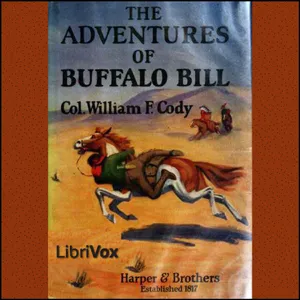 THE
ADVENTURES
OF
BUFFALO BILL
Col. William F. Cody
LibriVox
Harper & Brothers
Established 1817